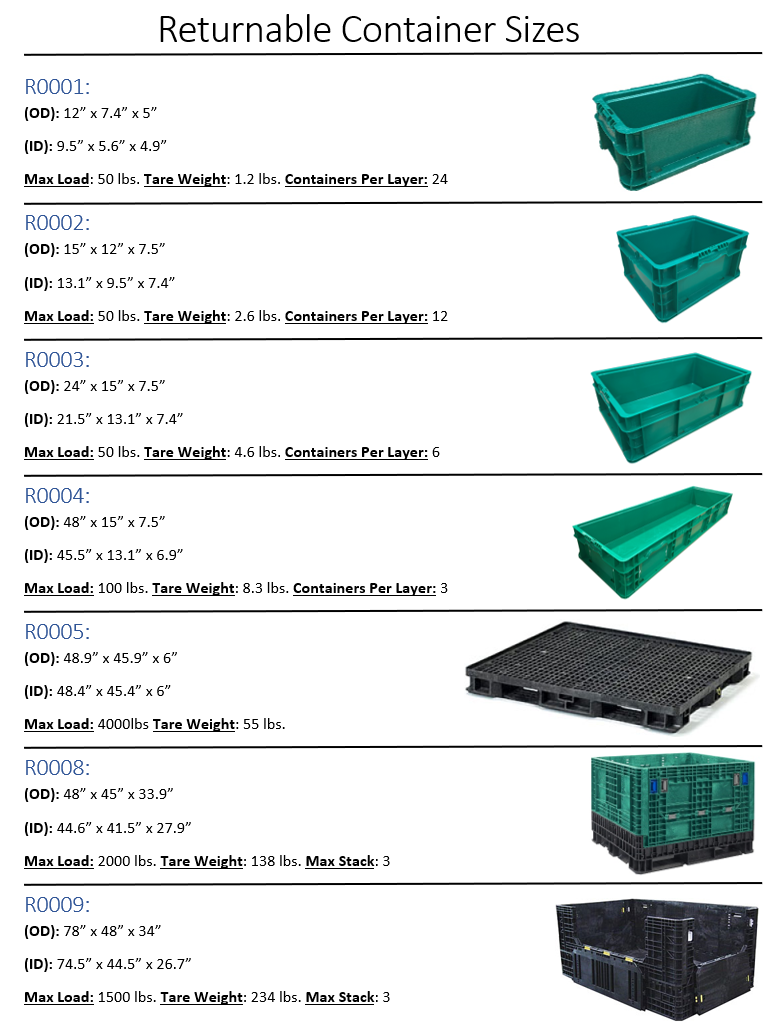 Returnable Container Sizes
R0001:
(OD): 12” x 7.4” x 5”
(ID): 9.5” x 5.6” x 4.9”
Max Load: 50 lbs. Tare Weight: 1.2 lbs. Containers Per Layer: 24
R0002:
(OD): 15” x 12” x 7.5”
(ID): 13.1” x 9.5” x 7.4”
Max Load: 50 lbs. Tare Weight: 2.6 lbs. Containers Per Layer: 12
R0003:
(OD): 24” x 15” x 7.5”
(ID): 21.5” x 13.1” x 7.4”
Max Load: 50 lbs. Tare Weight: 4.6 lbs. Containers Per Layer: 6
R0004:
(OD): 48” x 15” x 7.5”
(ID): 45.5” x 13.1” x 6.9”
Max Load: 100 lbs. Tare Weight: 8.3 lbs. Containers Per Layer: 3
R0005:
(OD): 48.9” x 45.9” x 6”
(ID): 48.4” x 45.4” x 6”
Max Load: 4000lbs Tare Weight: 55 lbs.
R0008:
(OD): 48” x 45” x 33.9”
(ID): 44.6” x 41.5” x 27.9”
Max Load: 2000 lbs. Tare Weight: 138 lbs. Max Stack: 3
R0009:
(OD): 78” x 48” x 34”
(ID): 74.5” x 44.5” x 26.7”
Max Load: 1500 lbs. Tare Weight: 234 lbs. Max Stack: 3